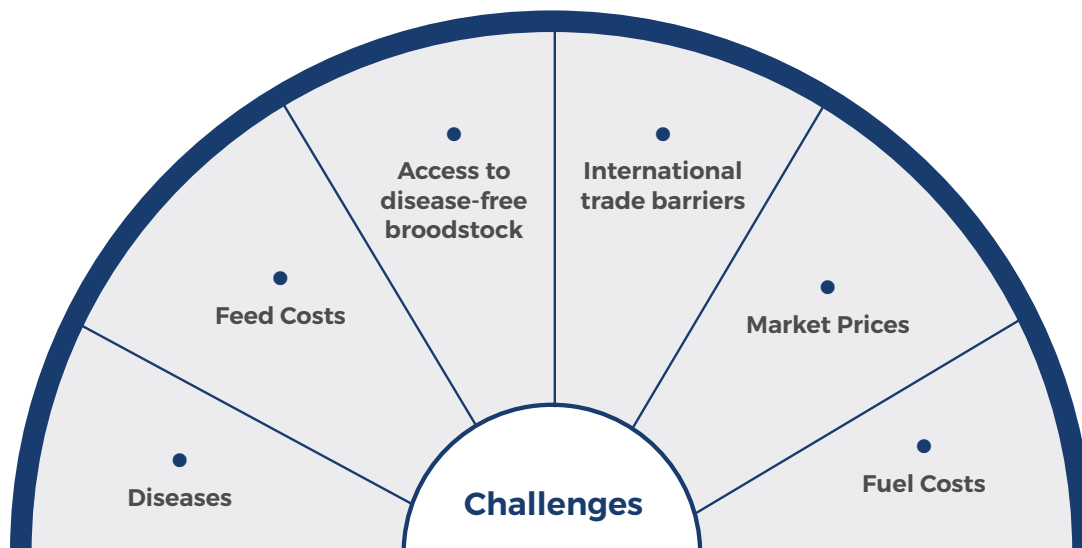 Access to
disease-free
broodstock
International
trade barriers
Feed Costs
Market Prices
Diseases
Fuel Costs
Challenges